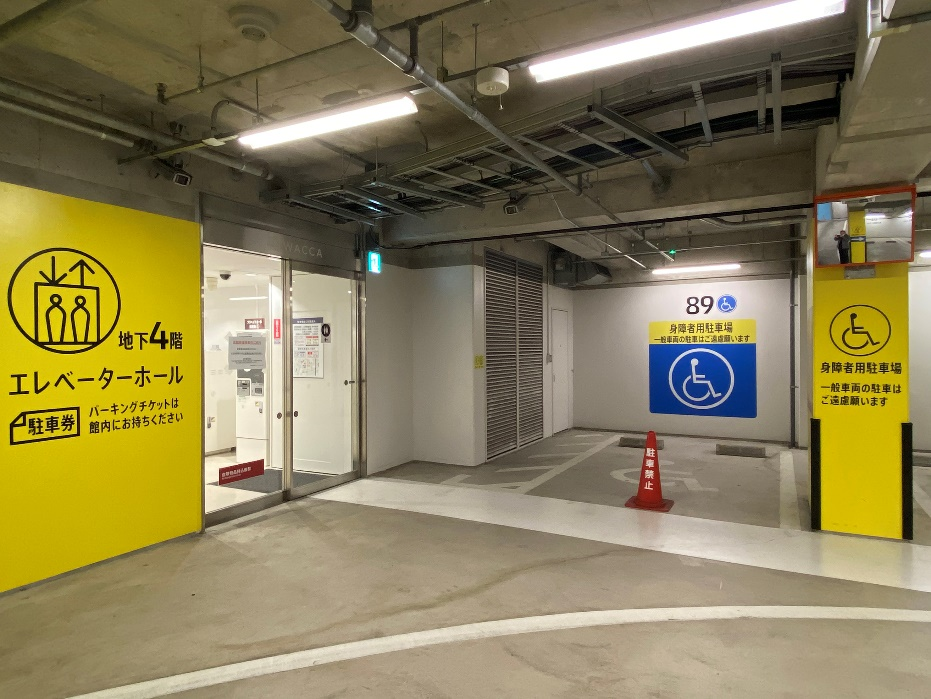 地下4階
エレベーターホール
駐車券
パーキングチケットは
館内にお持ちください
WACCA
89
身障者用駐車場
一般車両の駐車はご遠慮願います
駐車禁止
身障者用駐車場
一般車両の駐車は
ご遠慮願います